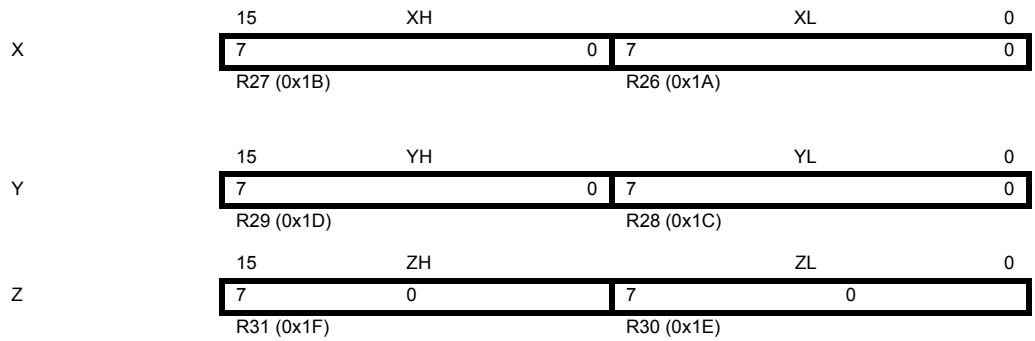 15 XH XL 0
X 7 0 7 0
R27 (0x1B) R26 (0x1A)
15 YH YL 0
Y 7 0 7 0
R29 (0x1D) R28 (0x1C)
15 ZH ZL 0
Z 7 0 7 0
R31 (0x1F) R30 (0x1E)